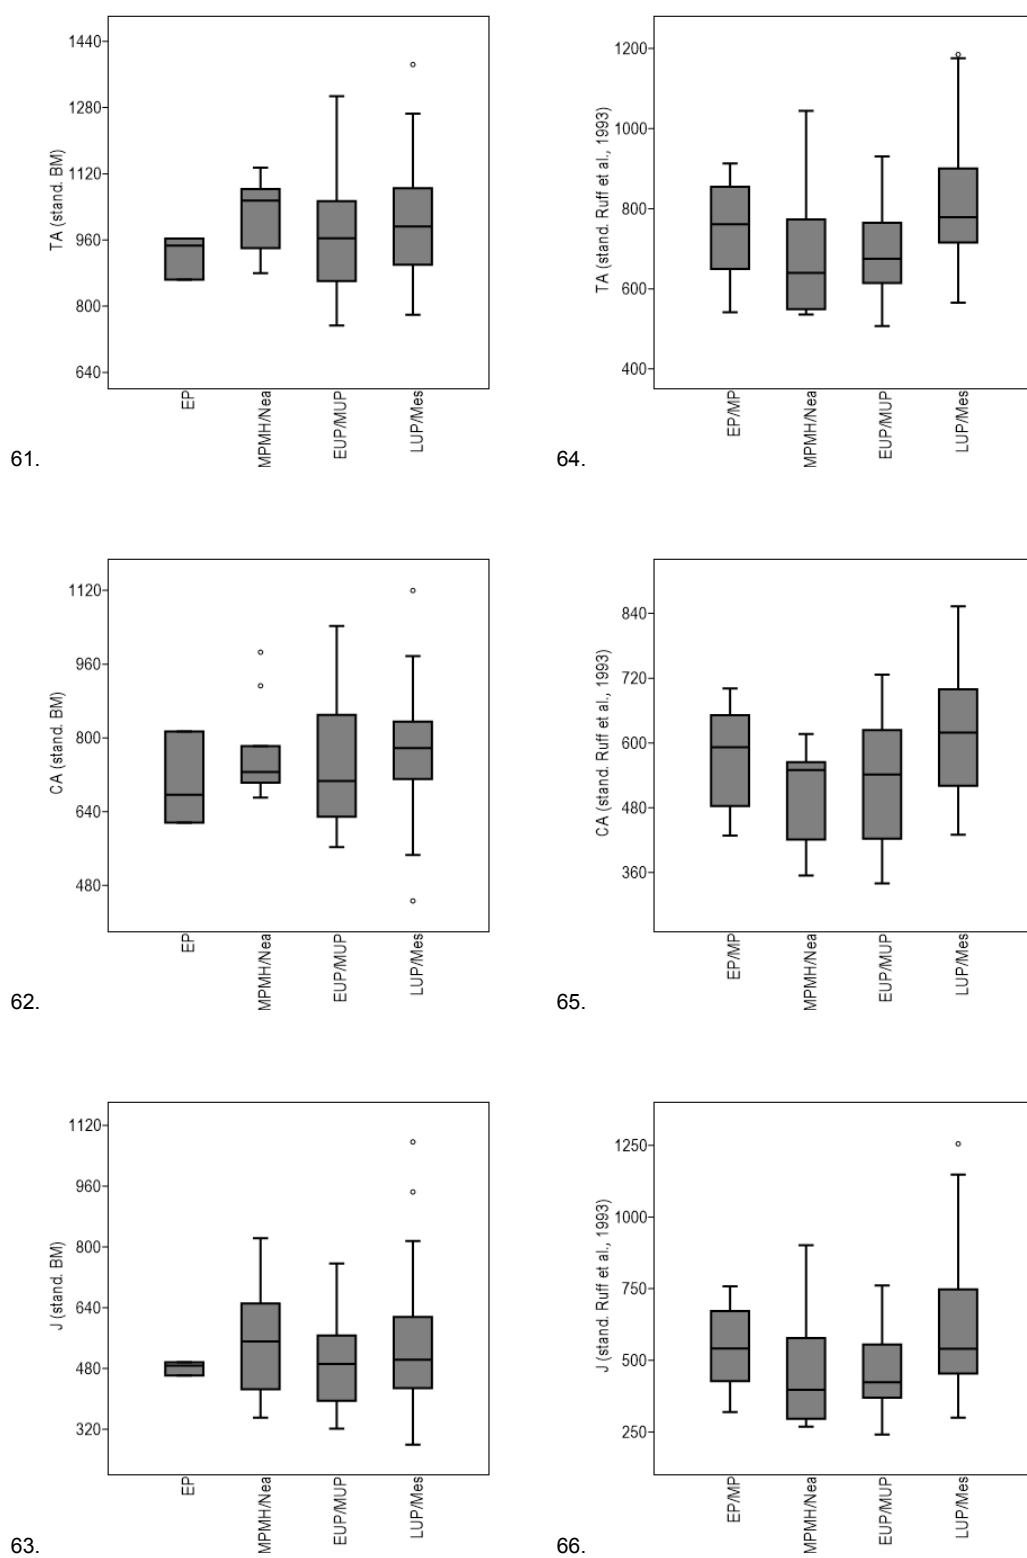 1440
1280
1120
960
800
640
TA (stand. BM)
EP
MPMH/Nea
EUP/MUP
LUP/Mes
61.
1200
1000
800
600
400
TA (stand. Ruff et al., 1993)
EP/MP
MPMH/Nea
EUP/MUP
LUP/Mes
64.
1120
960
800
640
480
CA (stand. BM)
EP
MPMH/Nea
EUP/MUP
LUP/Mes
62.
840
720
600
480
360
CA (stand. Ruff et al., 1993)
EP/MP
MPMH/Nea
EUP/MUP
LUP/Mes
65.
1120
960
800
640
480
320
J (stand. BM)
EP
MPMH/Nea
EUP/MUP
LUP/Mes
63.
1250
1000
750
500
250
J (stand. Ruff et al., 1993)
EP/MP
MPMH/Nea
EUP/MUP
LUP/Mes
66.